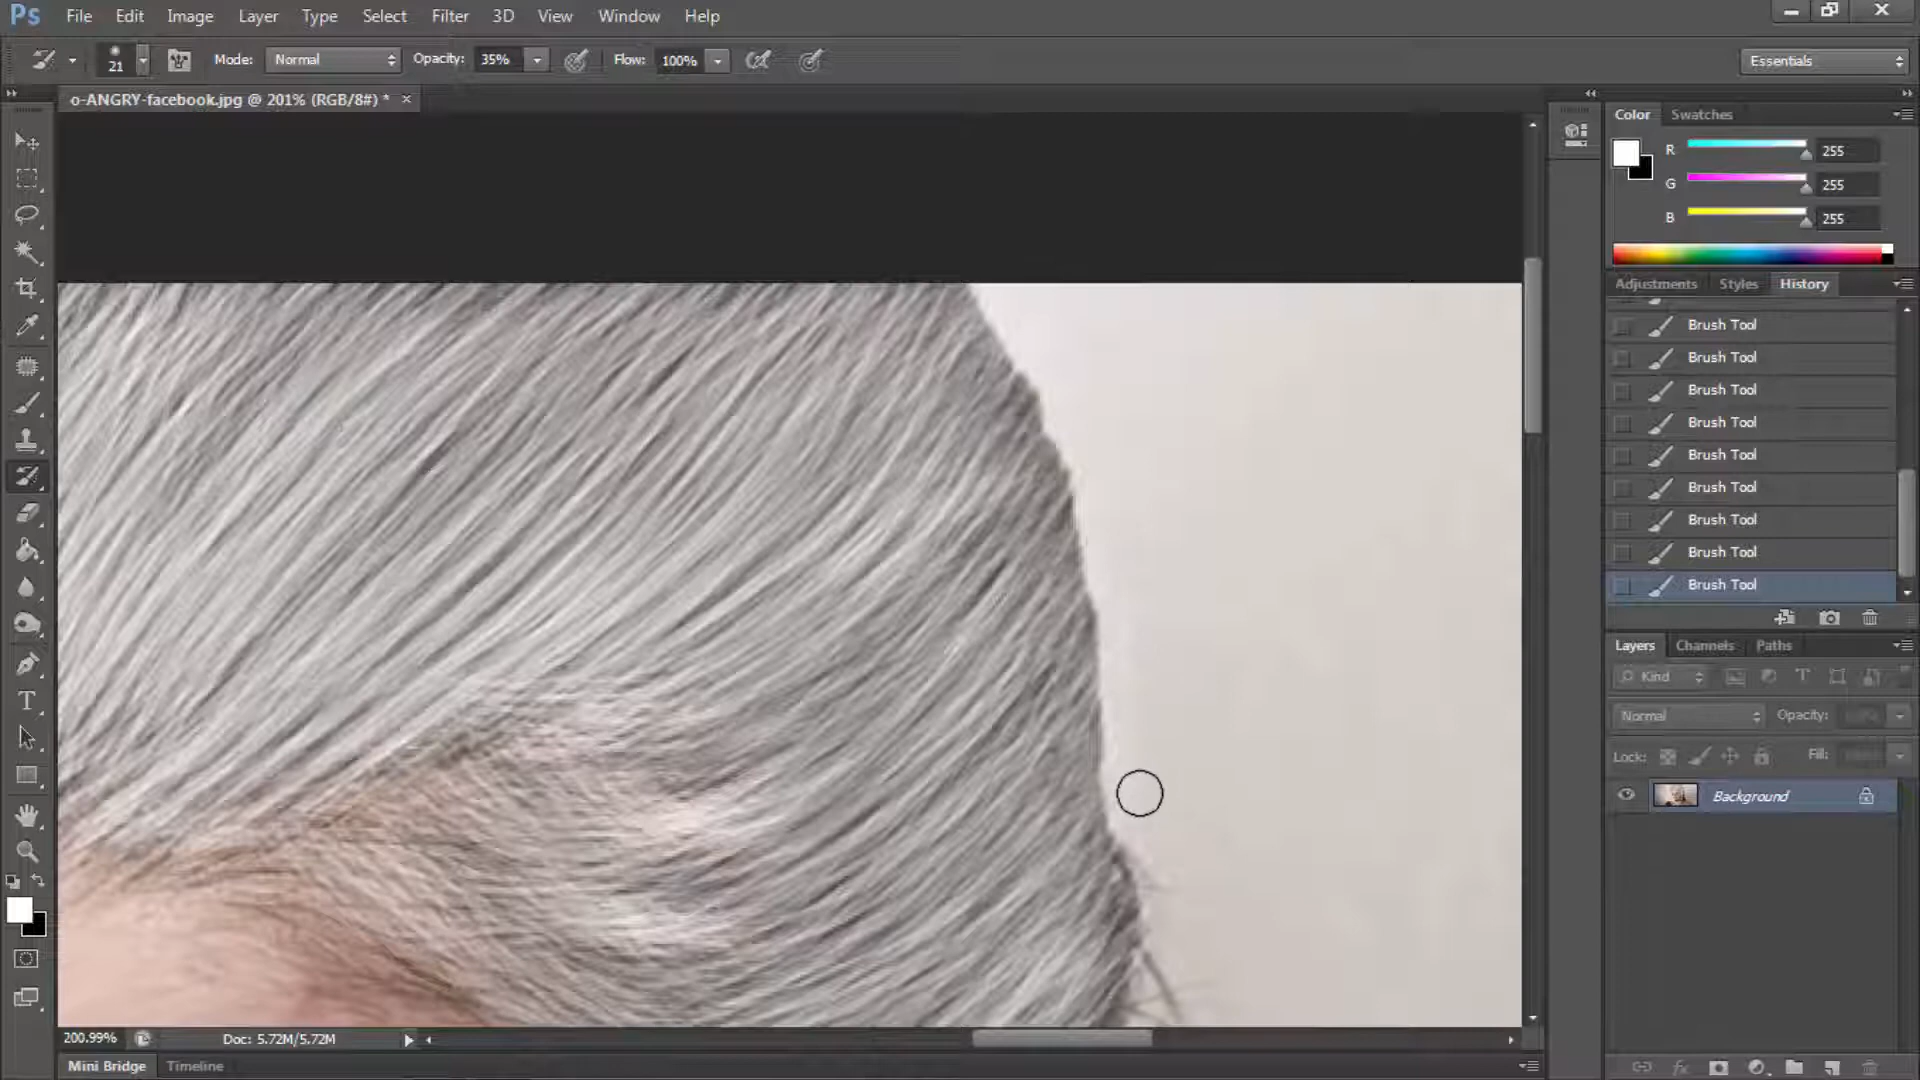 Ps File Edit Image Layer Type Select Filter 3D View Window Help
21 Mode: Normal Opacity: 35% Flow: 100% Essentials
o-ANGRY-facebook.jpg @ 201% (RGB/8#) * ×
Color Swatches
R 255
G 255
B 255
Adjustments Styles History
Brush Tool
Brush Tool
Brush Tool
Brush Tool
Brush Tool
Brush Tool
Brush Tool
Brush Tool
Brush Tool
Layers Channels Paths
Kind
Normal Opacity:
Lock: Fill:
Background
200.99% Doc: 5.72M/5.72M
Mini Bridge Timeline